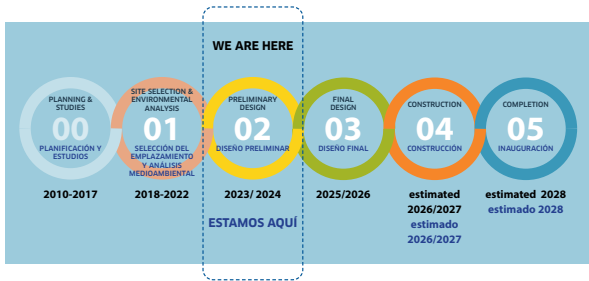 WE ARE HERE
PLANNING &
STUDIES
00
PLANIFICACIÓN Y
ESTUDIOS
2010-2017
SITE SELECTION &
ENVIRONMENTAL
ANALYSIS
01
SELECCIÓN DEL
EMPLAZAMIENTO
Y ANÁLISIS
MEDIOAMBIENTAL
2018-2022
PRELIMINARY
DESIGN
02
DISEÑO PRELIMINAR
2023/ 2024
ESTAMOS AQUÍ
FINAL
DESIGN
03
DISEÑO FINAL
2025/2026
CONSTRUCTION
04
CONSTRUCCIÓN
estimated
2026/2027
estimado
2026/2027
COMPLETION
05
INAUGURACIÓN
estimated 2028
estimado 2028